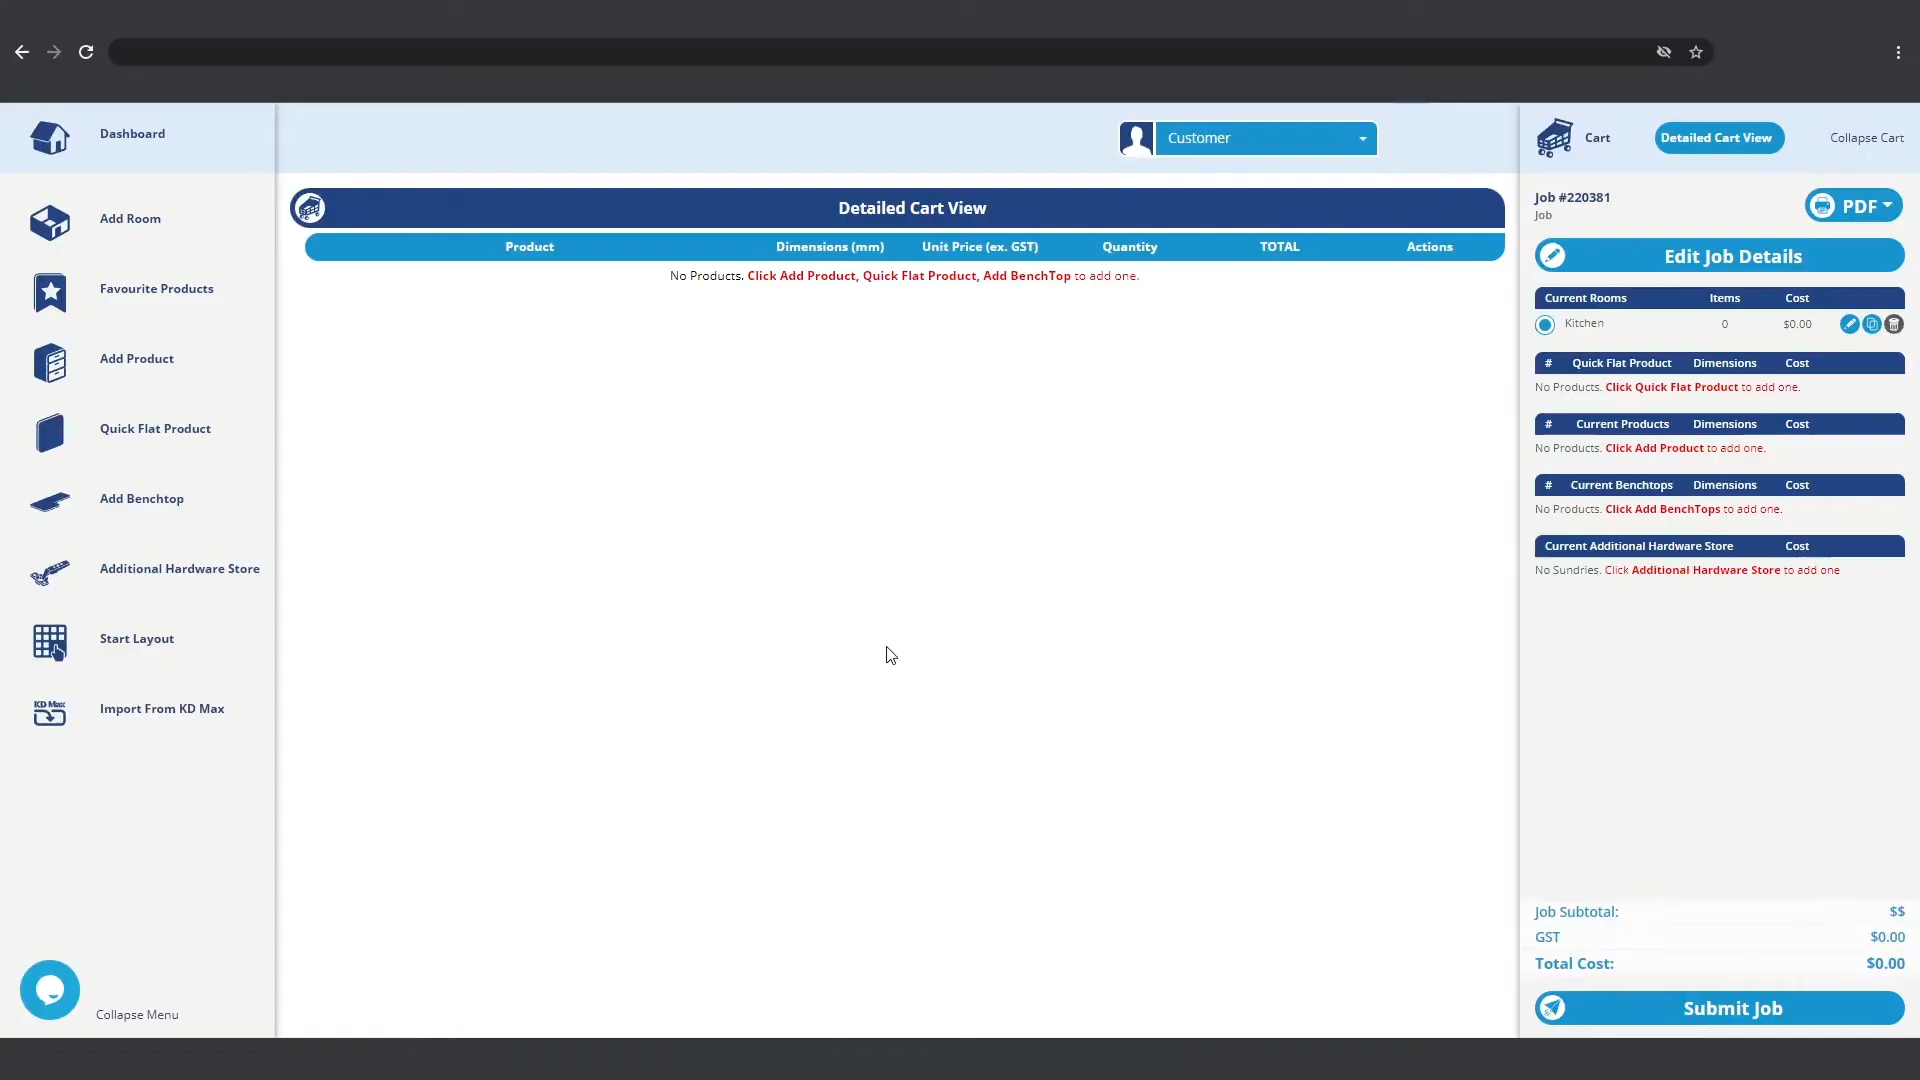 Dashboard
Customer
Cart
Detailed Cart View
Collapse Cart
Add Room
Favourite Products
Add Product
Quick Flat Product
Add Benchtop
Additional Hardware Store
Start Layout
KD Max
Import From KD Max
Collapse Menu
Detailed Cart View
Product Dimensions (mm) Unit Price (ex. GST) Quantity TOTAL Actions
No Products. Click Add Product, Quick Flat Product, Add BenchTop to add one.
Job #220381
Job
PDF
Edit Job Details
Current Rooms Items Cost
Kitchen 0 $0.00
# Quick Flat Product Dimensions Cost
No Products. Click Quick Flat Product to add one.
# Current Products Dimensions Cost
No Products. Click Add Product to add one.
# Current Benchtops Dimensions Cost
No Products. Click Add BenchTops to add one.
Current Additional Hardware Store Cost
No Sundries. Click Additional Hardware Store to add one
Job Subtotal: $$
GST $0.00
Total Cost: $0.00
Submit Job